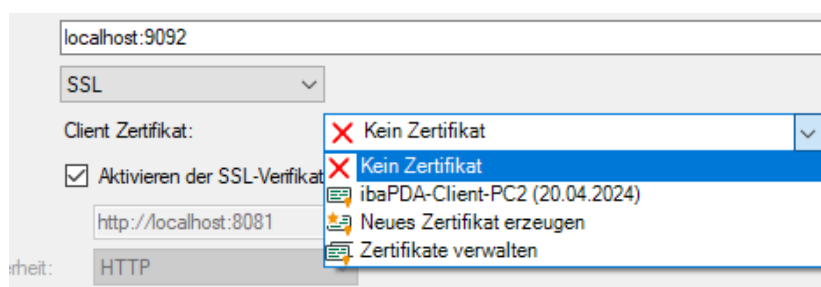 localhost:9092
SSL
Client Zertifikat:
Kein Zertifikat
Kein Zertifikat
Aktivieren der SSL-Verifikat
ibaPDA-Client-PC2 (20.04.2024)
http://localhost:8081
Neues Zertifikat erzeugen
Zertifikate verwalten
erheit:
HTTP